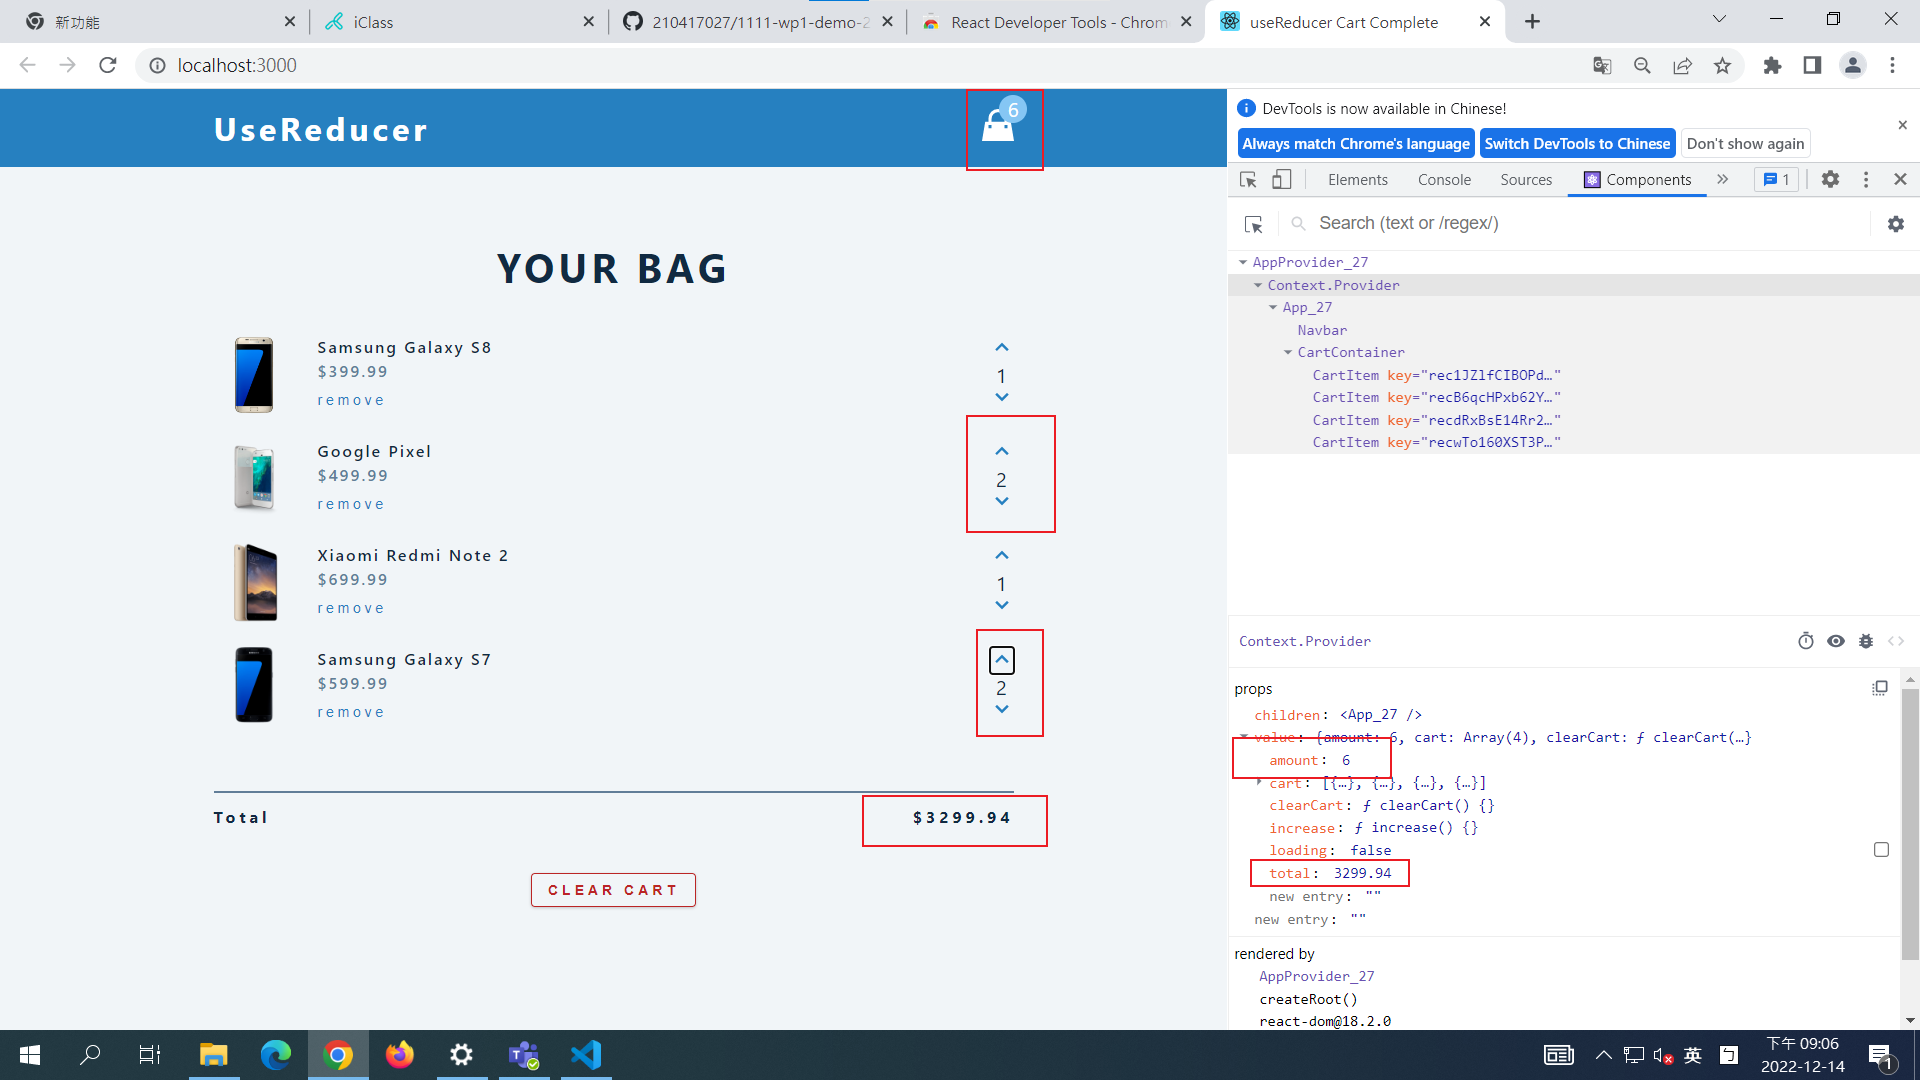 新功能
iClass
210417027/1111-wp1-demo-2
React Developer Tools - Chrom
useReducer Cart Complete
localhost:3000
UseReducer
6
YOUR BAG
Samsung Galaxy S8
$399.99
remove
1
Google Pixel
$499.99
remove
2
Xiaomi Redmi Note 2
$699.99
remove
1
Samsung Galaxy S7
$599.99
remove
2
Total
$3299.94
CLEAR CART
DevTools is now available in Chinese!
Always match Chrome's language
Switch DevTools to Chinese
Don't show again
Elements
Console
Sources
Components
1
Search (text or /regex/)
AppProvider_27
Context.Provider
App_27
Navbar
CartContainer
CartItem key="rec1JZlfCIBOPd…"
CartItem key="recB6qcHPxb62Y…"
CartItem key="recdRxBsE14Rr2…"
CartItem key="recwTo160XST3P…"
Context.Provider
props
children: <App_27 />
value: {amount: 6, cart: Array(4), clearCart: ƒ clearCart(…}
amount: 6
cart: [{…}, {…}, {…}, {…}]
clearCart: ƒ clearCart() {}
increase: ƒ increase() {}
loading: false
total: 3299.94
new entry: ""
new entry: ""
rendered by
AppProvider_27
createRoot()
react-dom@18.2.0
英
ㄅ
下午 09:06
2022-12-14
1